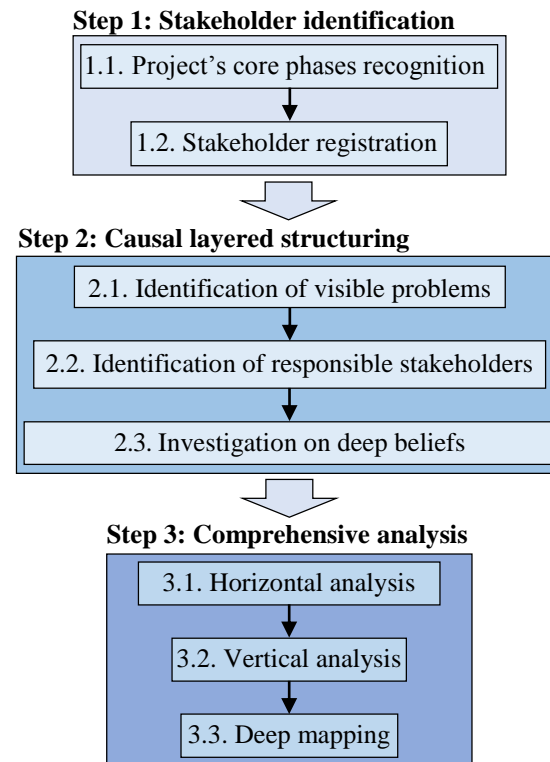 Step 1: Stakeholder identification
1.1. Project's core phases recognition
1.2. Stakeholder registration
Step 2: Causal layered structuring
2.1. Identification of visible problems
2.2. Identification of responsible stakeholders
2.3. Investigation on deep beliefs
Step 3: Comprehensive analysis
3.1. Horizontal analysis
3.2. Vertical analysis
3.3. Deep mapping